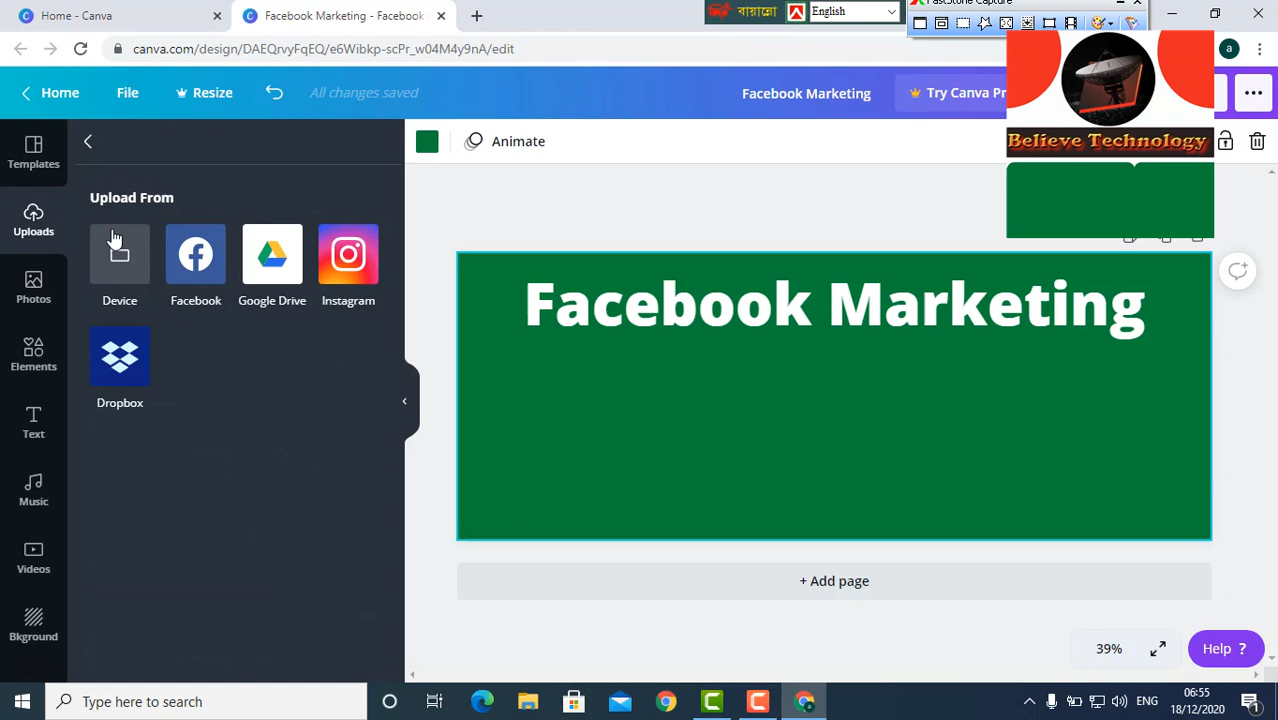 Home - Canva
Facebook Marketing - Facebook
বায়ান্নো
English
FastStone Capture
canva.com/design/DAEQrvyFqEQ/e6Wibkp-scPr_w04M4y9nA/edit
a
Home
File
Resize
All changes saved
Facebook Marketing
Try Canva Pr
Believe Technology
Animate
Templates
Uploads
Photos
Elements
Text
Music
Videos
Bkground
Upload From
Device
Facebook
Google Drive
Instagram
Dropbox
Facebook Marketing
+ Add page
39%
Help ?
Type here to search
ENG
06:55
18/12/2020
1